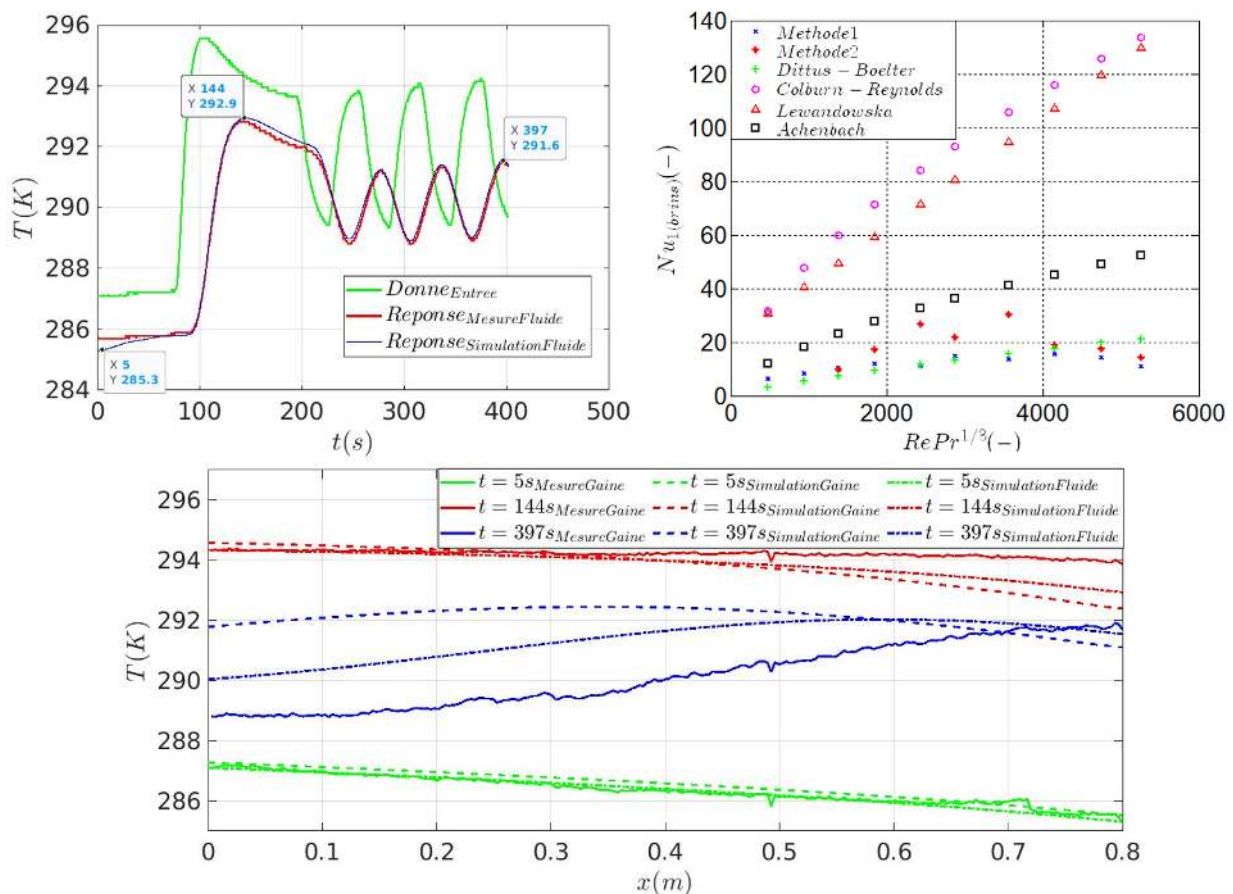 296
294
292
290
288
286
284
T(K)
0
100
200
300
400
500
t(s)
X 144
Y 292.9
X 397
Y 291.6
X 5
Y 285.3
Donne_Entree
Reponse_MesureFluide
Reponse_SimulationFluide
140
120
100
80
60
40
20
0
Nu_1(brins)(-)
0
2000
4000
6000
RePr^1/3(-)
Methode1
Methode2
Dittus - Boelter
Colburn - Reynolds
Lewandowska
Achenbach
296
294
292
290
288
286
T(K)
t = 5s_MesureGaine
t = 5s_SimulationGaine
t = 5s_SimulationFluide
t = 144s_MesureGaine
t = 144s_SimulationGaine
t = 144s_SimulationFluide
t = 397s_MesureGaine
t = 397s_SimulationGaine
t = 397s_SimulationFluide
0
0.1
0.2
0.3
0.4
0.5
0.6
0.7
0.8
x(m)